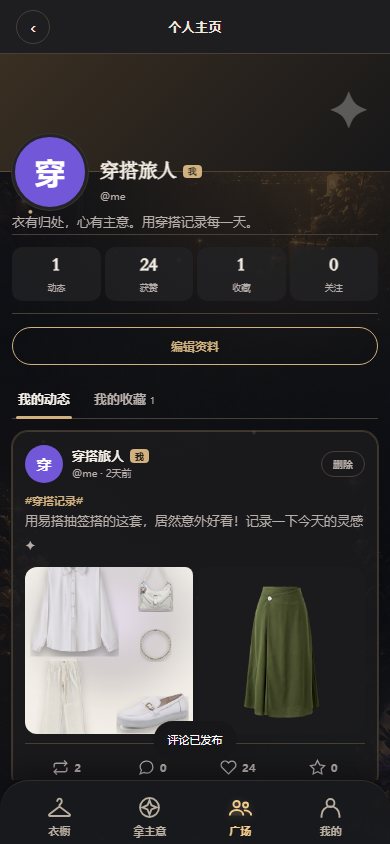 ‹
个人主页
穿
穿搭旅人 我
@me
衣有归处，心有主意。用穿搭记录每一天。
1 24 1 0
动态 获赞 收藏 关注
编辑资料
我的动态 我的收藏 1
穿
穿搭旅人 我
@me · 2天前
删除
#穿搭记录#
用易搭抽签搭的这套，居然意外好看！记录一下今天的灵感
✦
评论已发布
2 0 24 0
衣橱 拿主意 广场 我的